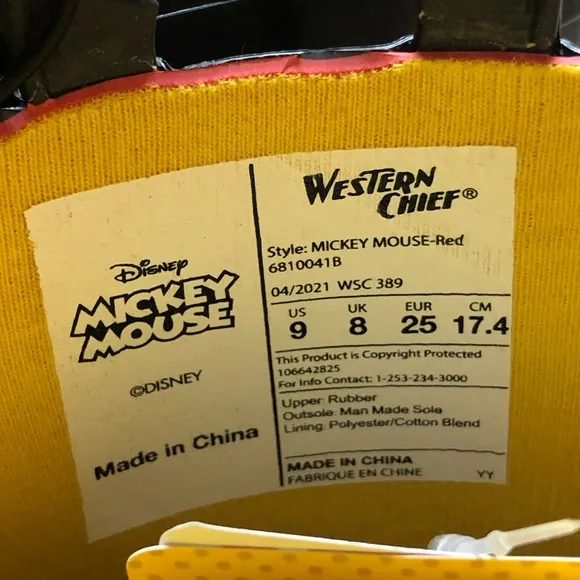 Disney
MICKEY
MOUSE
©DISNEY
Made in China
WESTERN
CHIEF®
Style: MICKEY MOUSE-Red
6810041B
04/2021 WSC 389
US UK EUR CM
9 8 25 17.4
This Product is Copyright Protected
106642825
For Info Contact: 1-253-234-3000
Upper: Rubber
Outsole: Man Made Sole
Lining: Polyester/Cotton Blend
MADE IN CHINA
FABRIQUE EN CHINE YY